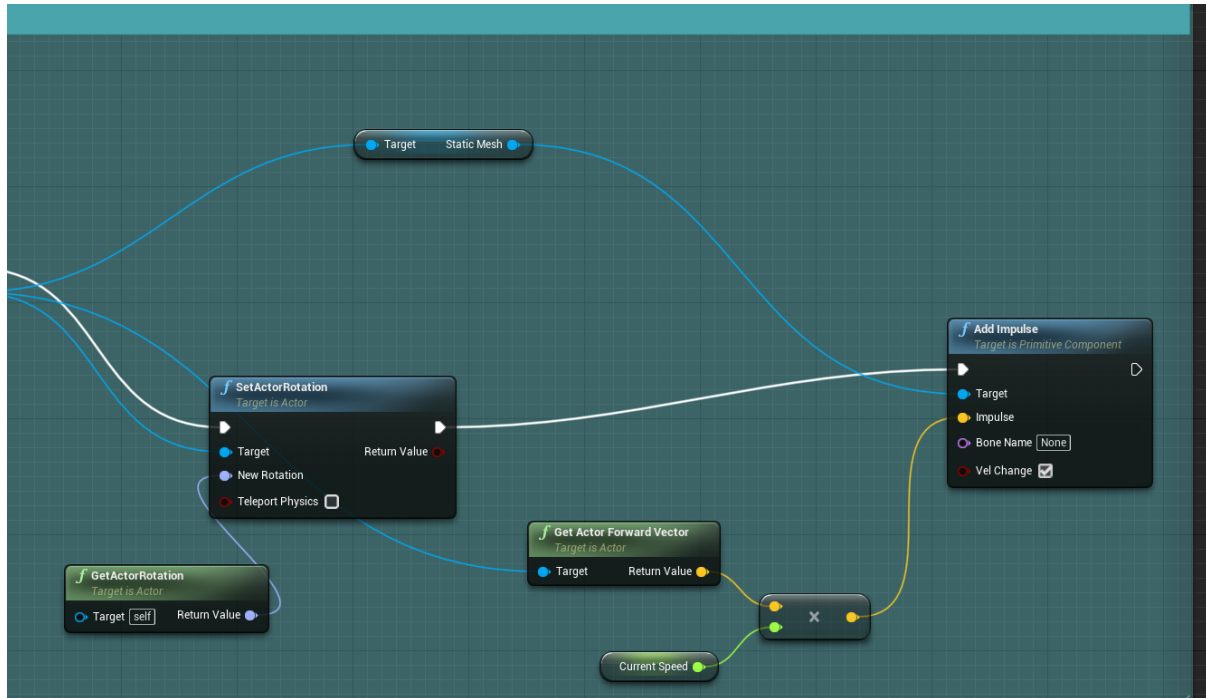 Target Static Mesh
f Add Impulse
Target is Primitive Component
Target
Impulse
Bone Name None
Vel Change
f SetActorRotation
Target is Actor
Target Return Value
New Rotation
Teleport Physics
f Get Actor Forward Vector
Target is Actor
Target Return Value
f GetActorRotation
Target is Actor
Target self Return Value
×
Current Speed